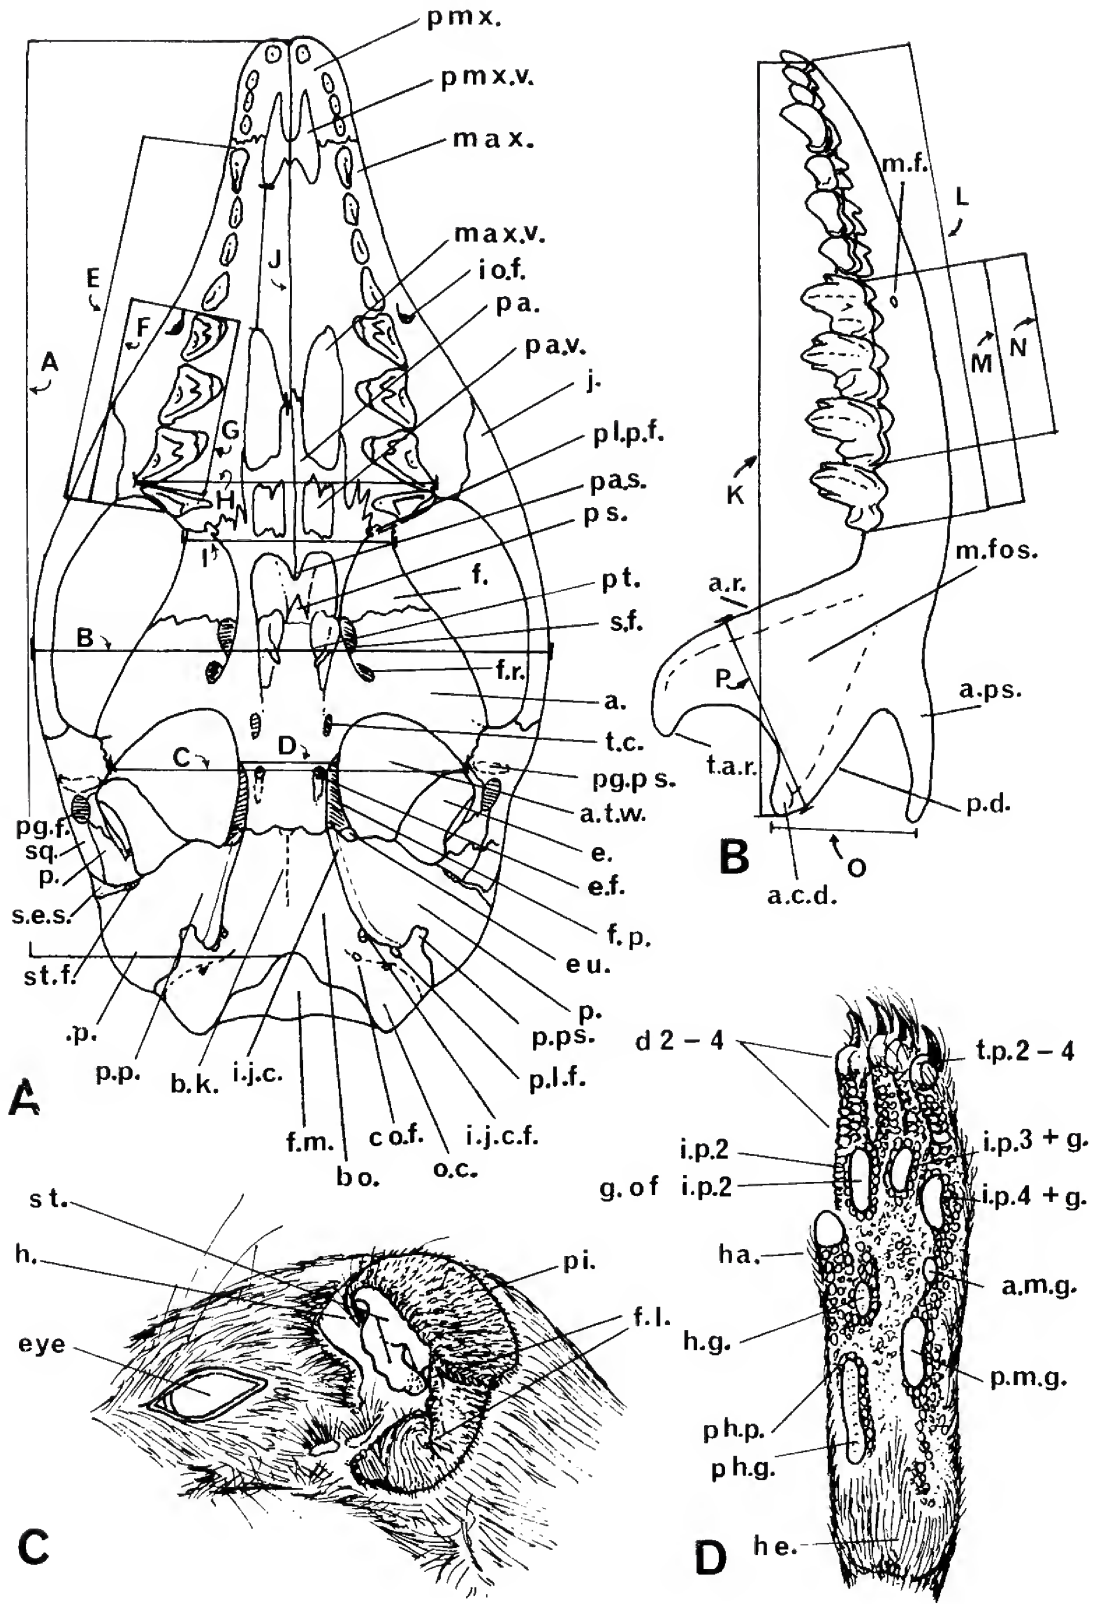 pmx.
pmx.v.
max.
max.v.
io.f.
pa.
pa.v.
j.
pl.p.f.
pa.s.
ps.
f.
pt.
s.f.
f.r.
a.
t.c.
pg.ps.
a.t.w.
e.
e.f.
f.p.
eu.
p.
p.ps.
p.l.f.
i.j.c.f.
o.c.
co.f.
bo.
f.m.
i.j.c.
b.k.
p.p.
.p.
st.f.
s.e.s.
p.
sq.
pg.f.
A
B
C
D
E
F
G
H
I
J
A
m.f.
L
M
N
K
m.fos.
a.r.
P
a.ps.
t.a.r.
p.d.
O
a.c.d.
B
st.
h.
eye
pi.
f.l.
C
d 2-4
t.p.2-4
i.p.2
i.p.3 + g.
g.of i.p.2
i.p.4 + g.
ha.
a.m.g.
h.g.
p.m.g.
ph.p.
ph.g.
he.
D